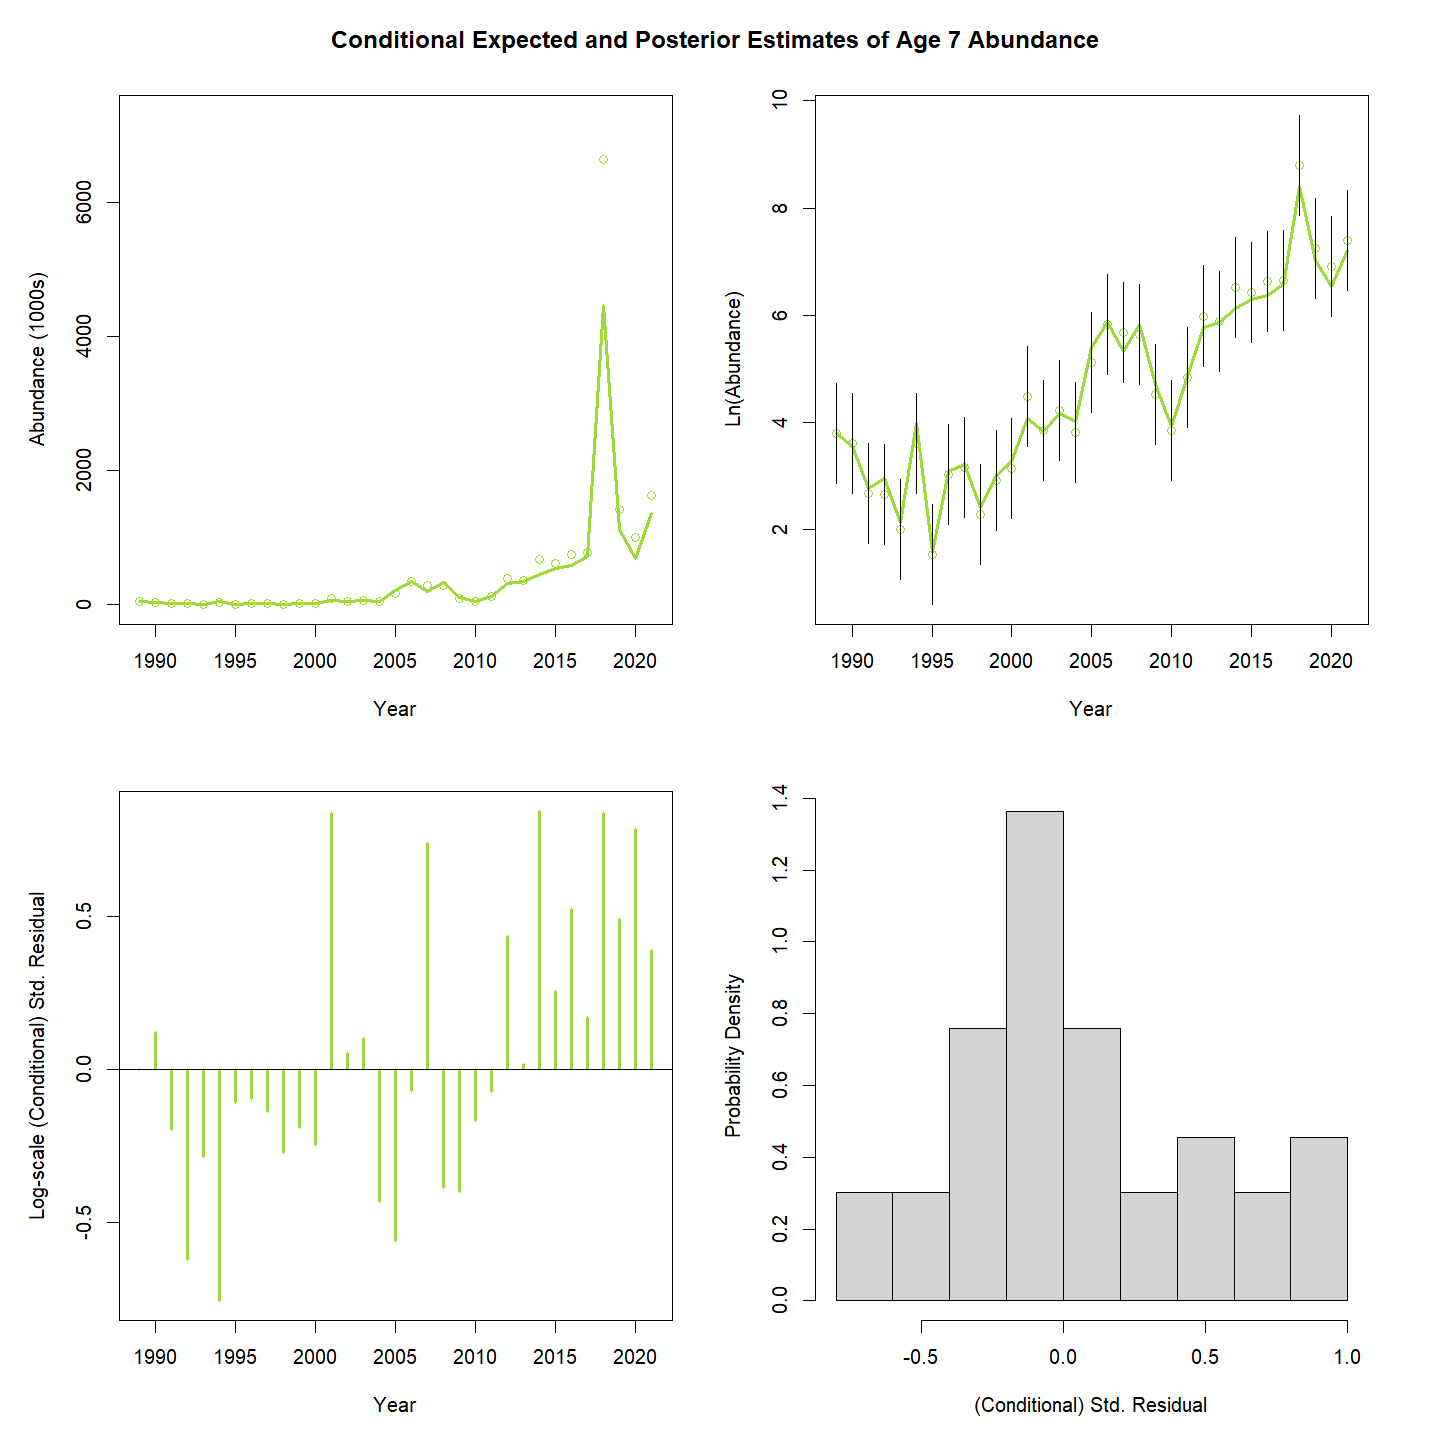 Conditional Expected and Posterior Estimates of Age 7 Abundance
Abundance (1000s)
6000
4000
2000
0
1990 1995 2000 2005 2010 2015 2020
Year
Ln(Abundance)
10
8
6
4
2
1990 1995 2000 2005 2010 2015 2020
Year
Log-scale (Conditional) Std. Residual
0.5
0.0
-0.5
1990 1995 2000 2005 2010 2015 2020
Year
Probability Density
1.4
1.2
1.0
0.8
0.6
0.4
0.2
0.0
-0.5 0.0 0.5 1.0
(Conditional) Std. Residual